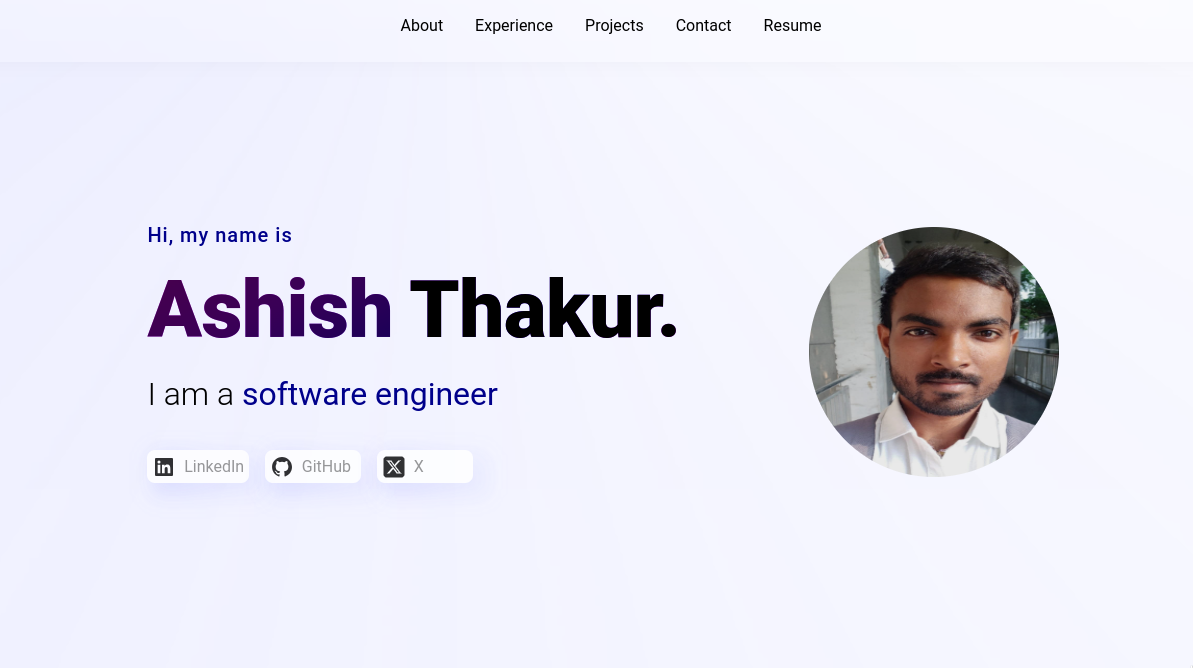 About Experience Projects Contact Resume
Hi, my name is
Ashish Thakur.
I am a software engineer
LinkedIn GitHub X